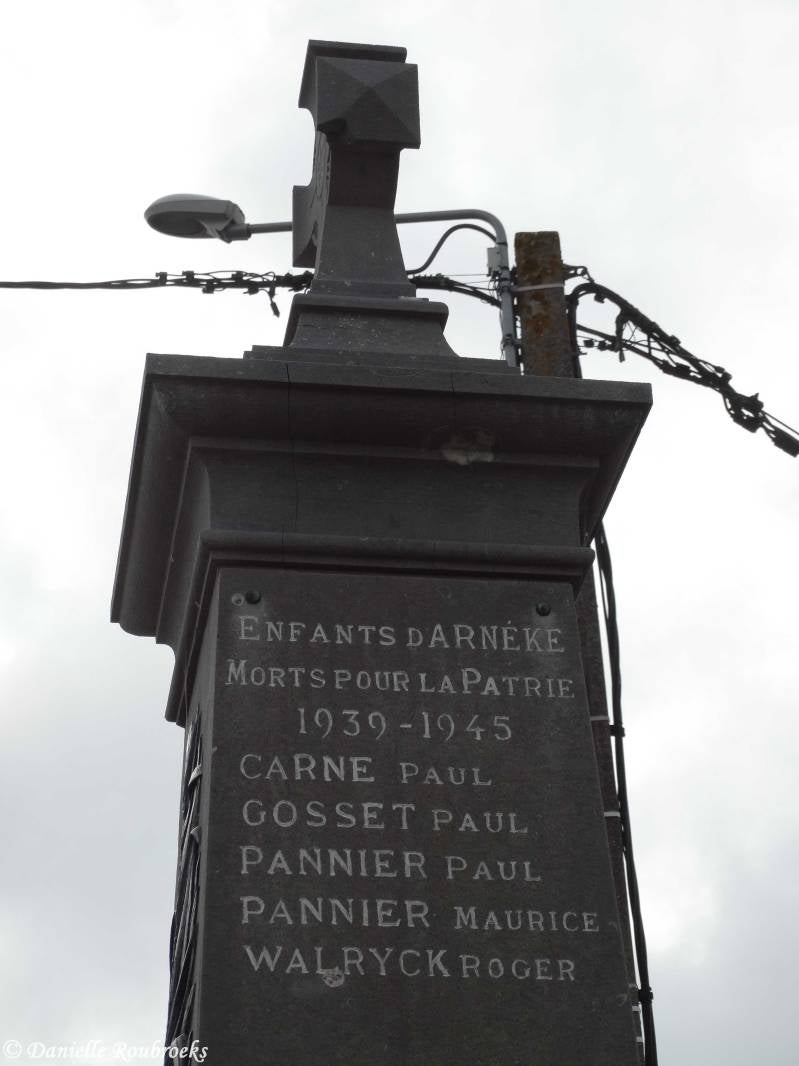 ENFANTS D ARNÈKE
MORTS POUR LA PATRIE
1939-1945
CARNE PAUL
GOSSET PAUL
PANNIER PAUL
PANNIER MAURICE
WALRYCK ROGER
© Danielle Roubroeks